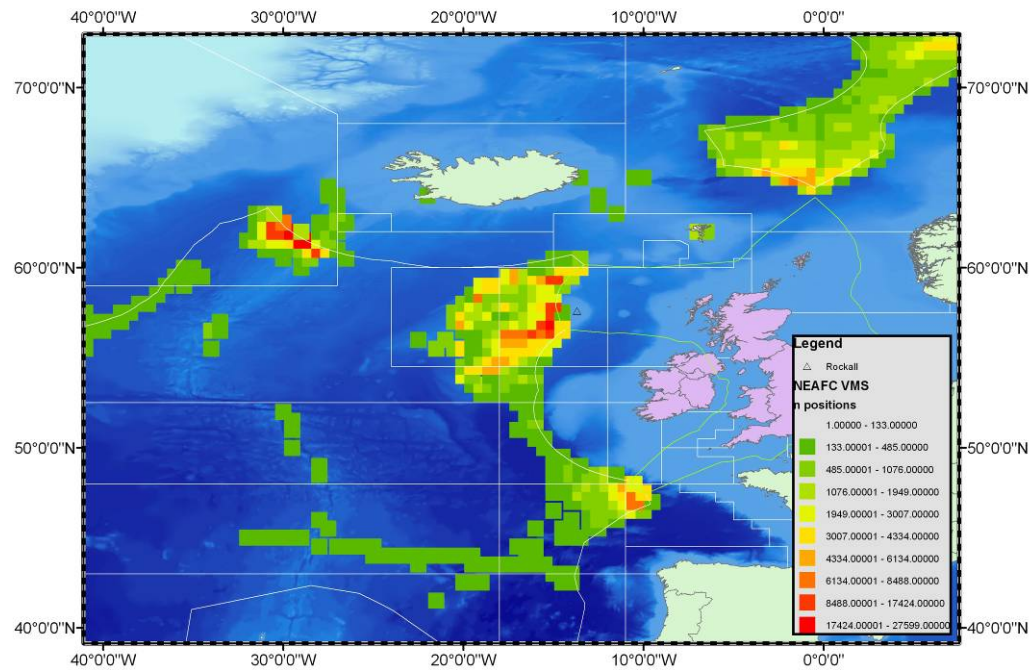 40°0'0"W 30°0'0"W 20°0'0"W 10°0'0"W 0°0'0"
70°0'0"N 70°0'0"N
60°0'0"N 60°0'0"N
50°0'0"N 50°0'0"N
40°0'0"N 40°0'0"N
Legend
Rockall
NEAFC VMS
n positions
1.00000 - 133.00000
133.00001 - 485.00000
485.00001 - 1076.00000
1076.00001 - 1949.00000
1949.00001 - 3007.00000
3007.00001 - 4334.00000
4334.00001 - 6134.00000
6134.00001 - 8488.00000
8488.00001 - 17424.00000
17424.00001 - 27599.00000
40°0'0"W 30°0'0"W 20°0'0"W 10°0'0"W 0°0'0"